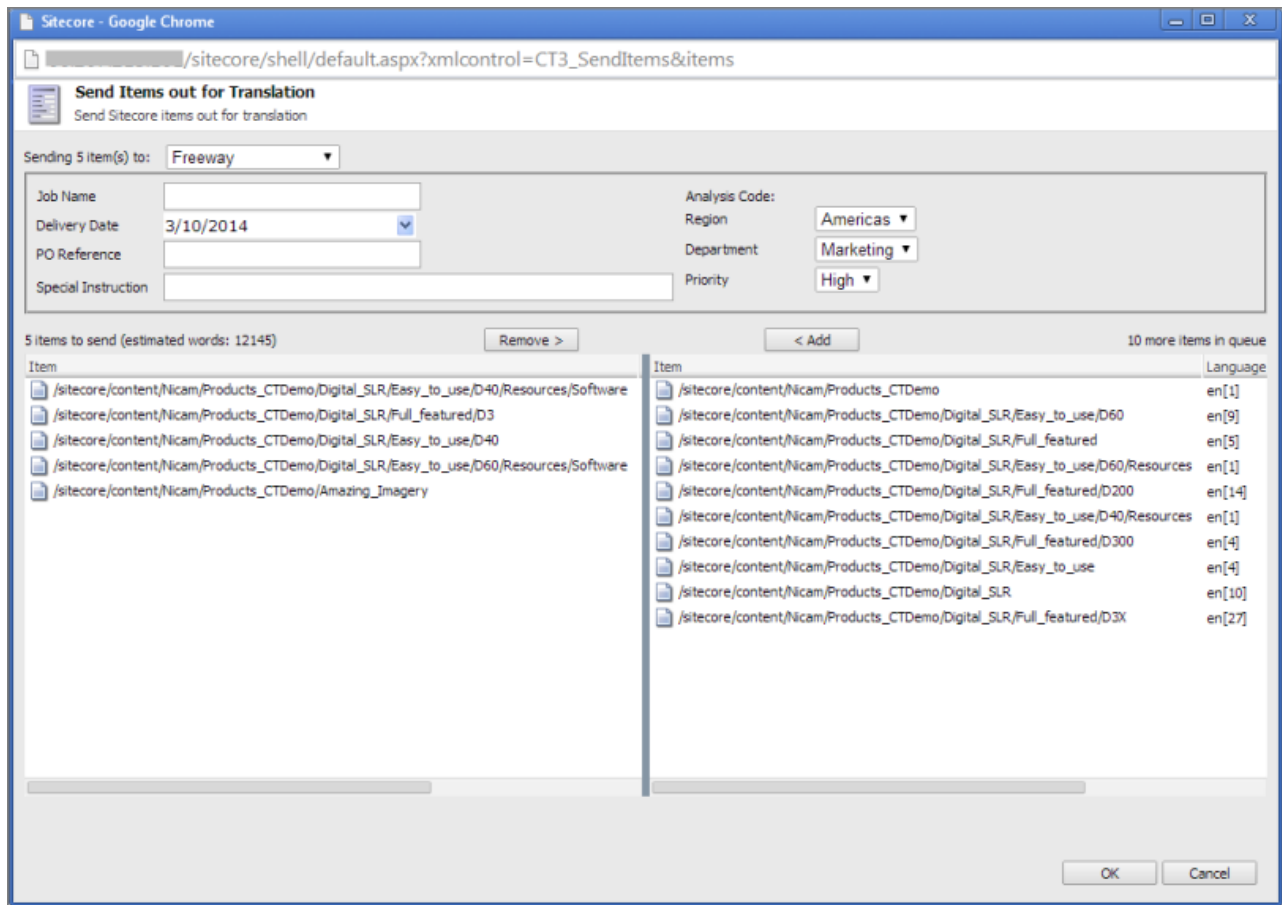 Sitecore - Google Chrome
/sitecore/shell/default.aspx?xmlcontrol=CT3_SendItems&items
Send Items out for Translation
Send Sitecore items out for translation
Sending 5 item(s) to: Freeway
Job Name
Analysis Code:
Delivery Date 3/10/2014
Region Americas
PO Reference
Department Marketing
Special Instruction
Priority High
5 items to send (estimated words: 12145) Remove > < Add 10 more items in queue
Item
/sitecore/content/Nicam/Products_CTDemo/Digital_SLR/Easy_to_use/D40/Resources/Software
/sitecore/content/Nicam/Products_CTDemo/Digital_SLR/Full_featured/D3
/sitecore/content/Nicam/Products_CTDemo/Digital_SLR/Easy_to_use/D40
/sitecore/content/Nicam/Products_CTDemo/Digital_SLR/Easy_to_use/D60/Resources/Software
/sitecore/content/Nicam/Products_CTDemo/Amazing_Imagery
Item Language
/sitecore/content/Nicam/Products_CTDemo en[1]
/sitecore/content/Nicam/Products_CTDemo/Digital_SLR/Easy_to_use/D60 en[9]
/sitecore/content/Nicam/Products_CTDemo/Digital_SLR/Full_featured en[5]
/sitecore/content/Nicam/Products_CTDemo/Digital_SLR/Easy_to_use/D60/Resources en[1]
/sitecore/content/Nicam/Products_CTDemo/Digital_SLR/Full_featured/D200 en[14]
/sitecore/content/Nicam/Products_CTDemo/Digital_SLR/Easy_to_use/D40/Resources en[1]
/sitecore/content/Nicam/Products_CTDemo/Digital_SLR/Full_featured/D300 en[4]
/sitecore/content/Nicam/Products_CTDemo/Digital_SLR/Easy_to_use en[4]
/sitecore/content/Nicam/Products_CTDemo/Digital_SLR en[10]
/sitecore/content/Nicam/Products_CTDemo/Digital_SLR/Full_featured/D3X en[27]
OK Cancel